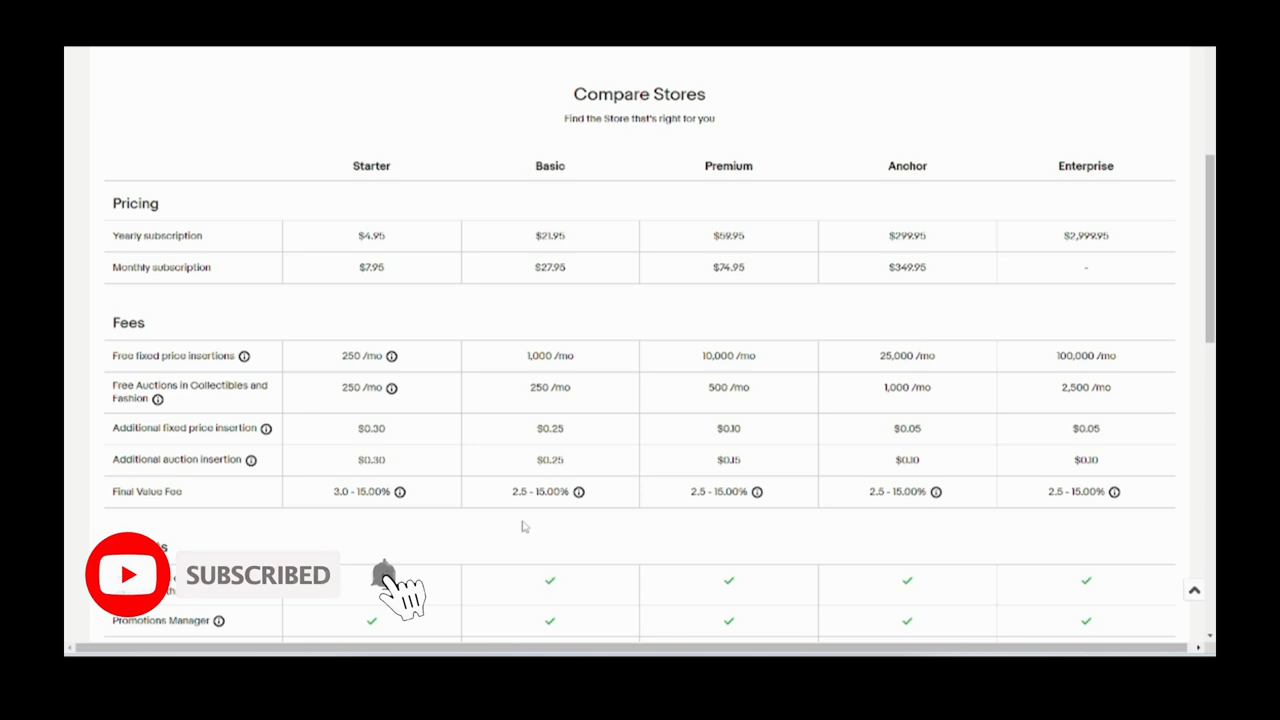 Compare Stores
Find the Store that's right for you
Starter Basic Premium Anchor Enterprise
Pricing
Yearly subscription $4.95 $21.95 $59.95 $299.95 $2,999.95
Monthly subscription $7.95 $27.95 $74.95 $349.95 -
Fees
Free fixed price insertions 250 /mo 1,000 /mo 10,000 /mo 25,000 /mo 100,000 /mo
Free Auctions in Collectibles and
Fashion 250 /mo 250 /mo 500 /mo 1,000 /mo 2,500 /mo
Additional fixed price insertion $0.30 $0.25 $0.10 $0.05 $0.05
Additional auction insertion $0.30 $0.25 $0.15 $0.10 $0.10
Final Value Fee 3.0 - 15.00% 2.5 - 15.00% 2.5 - 15.00% 2.5 - 15.00% 2.5 - 15.00%
SUBSCRIBED
Promotions Manager